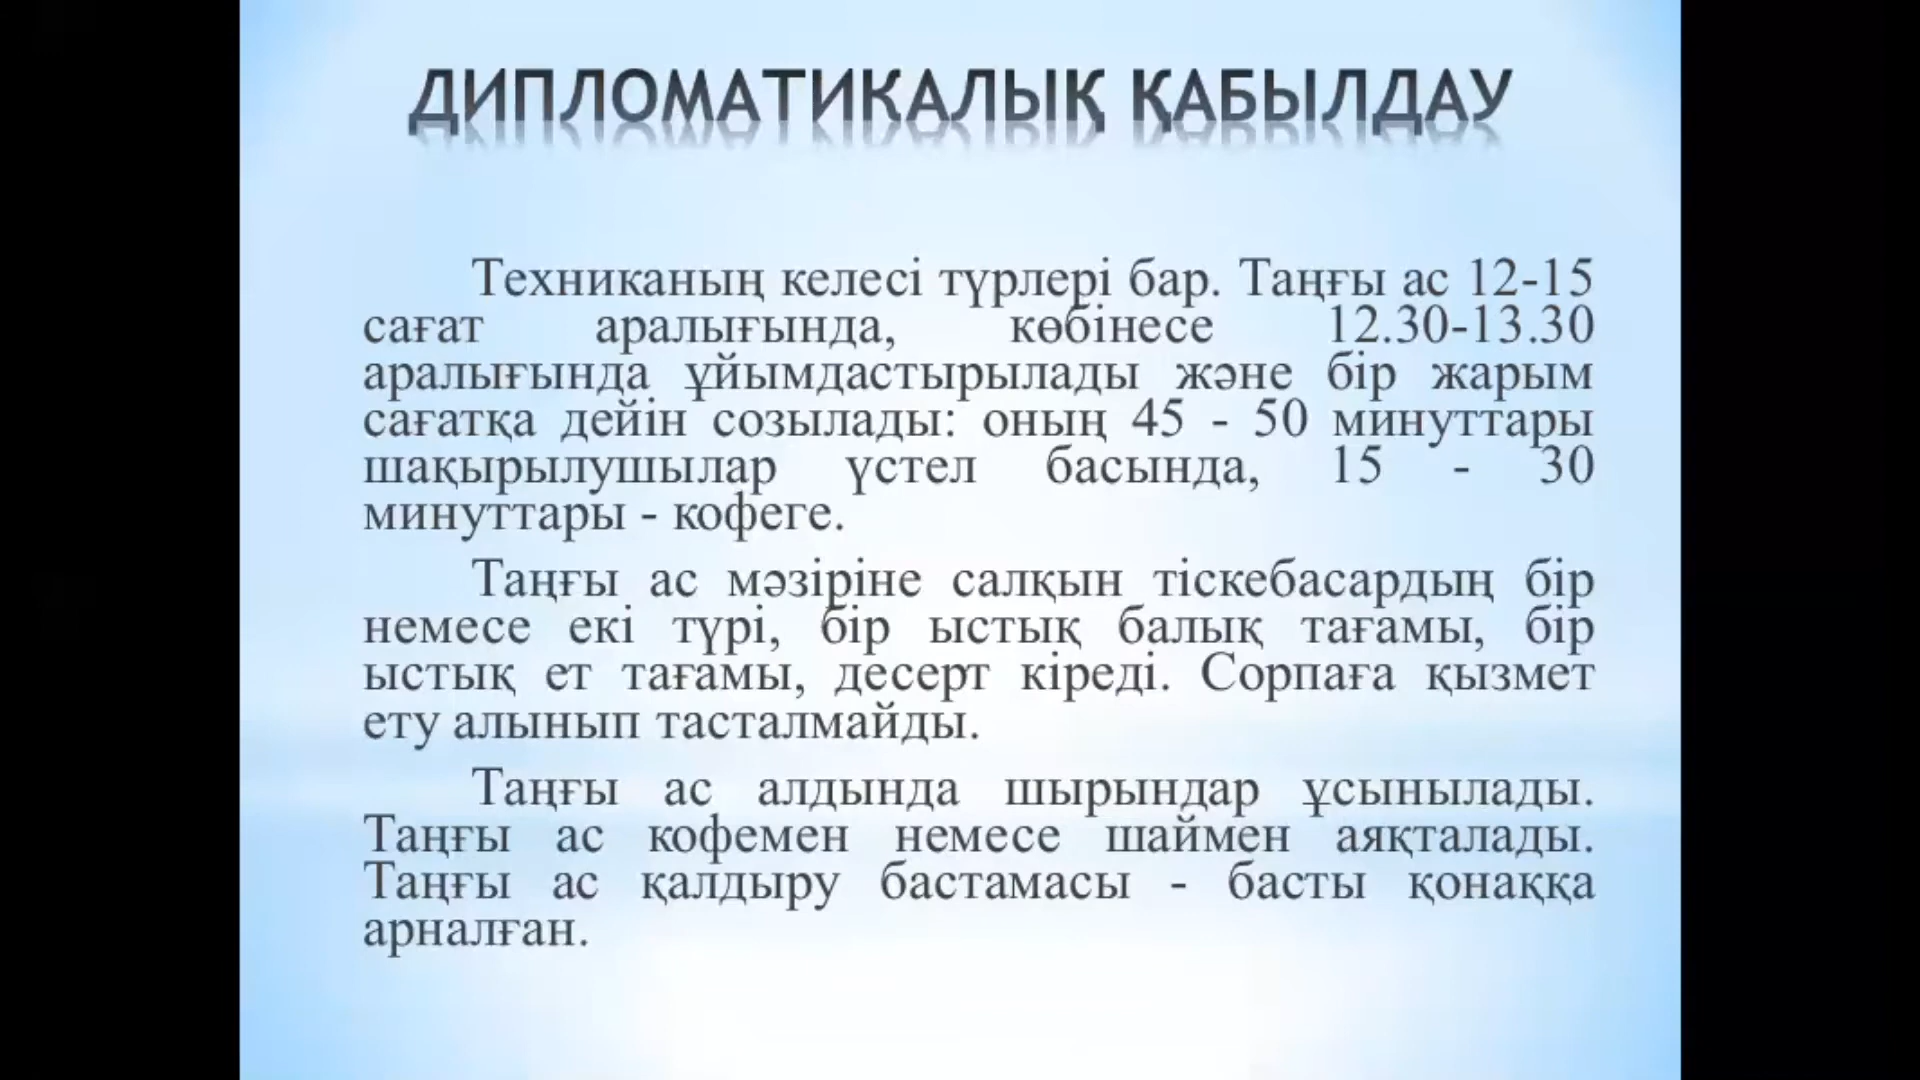 ДИПЛОМАТИКАЛЫҚ ҚАБЫЛДАУ
Техниканың келесі түрлері бар. Таңғы ас 12-15
сағат аралығында, көбінесе 12.30-13.30
аралығында ұйымдастырылады және бір жарым
сағатқа дейін созылады: оның 45 - 50 минуттары
шақырылушылар үстел басында, 15 - 30
минуттары - кофеге.
Таңғы ас мәзіріне салқын тіскебасардың бір
немесе екі түрі, бір ыстық балық тағамы, бір
ыстық ет тағамы, десерт кіреді. Сорпаға қызмет
ету алынып тасталмайды.
Таңғы ас алдында шырындар ұсынылады.
Таңғы ас кофемен немесе шаймен аяқталады.
Таңғы ас қалдыру бастамасы - басты қонаққа
арналған.